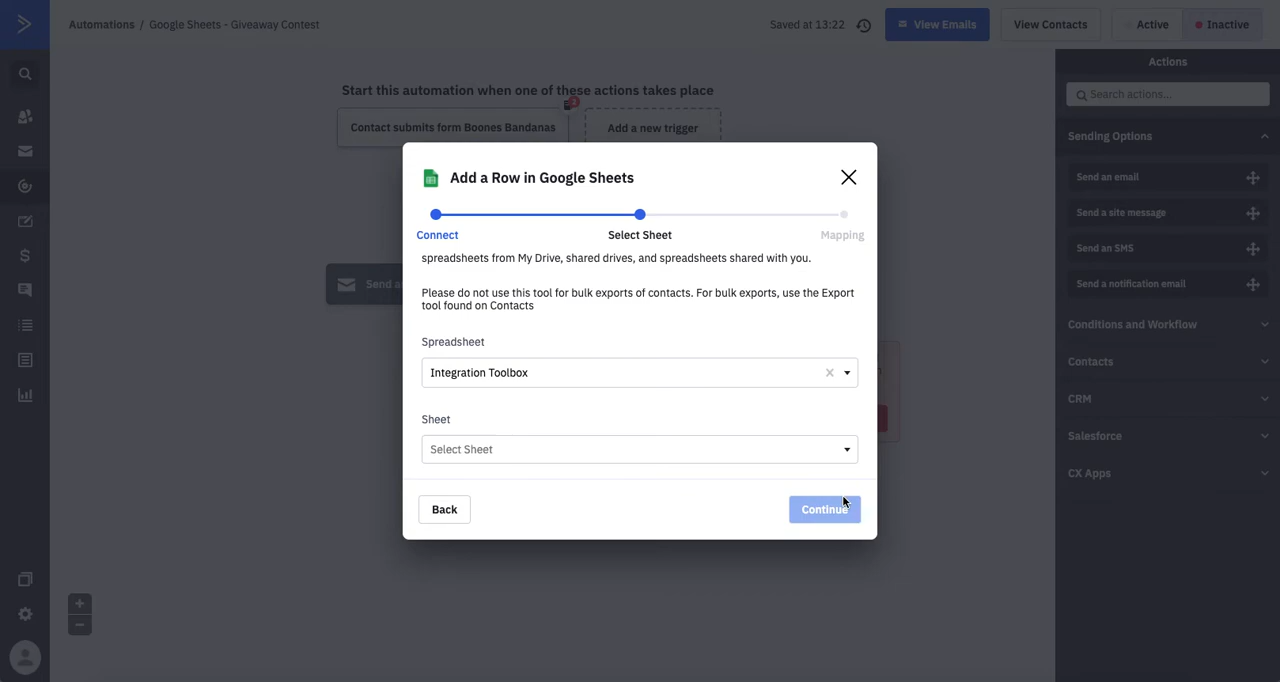 Automations / Google Sheets - Giveaway Contest
Saved at 13:22
View Emails
View Contacts
Active
Inactive
Start this automation when one of these actions takes place
Contact submits form Boones Bandanas
2
Add a new trigger
Send a
Add a Row in Google Sheets
Connect
Select Sheet
Mapping
spreadsheets from My Drive, shared drives, and spreadsheets shared with you.
Please do not use this tool for bulk exports of contacts. For bulk exports, use the Export
tool found on Contacts
Spreadsheet
Integration Toolbox
Sheet
Select Sheet
Back
Continue
Actions
Search actions...
Sending Options
Send an email
Send a site message
Send an SMS
Send a notification email
Conditions and Workflow
Contacts
CRM
Salesforce
CX Apps